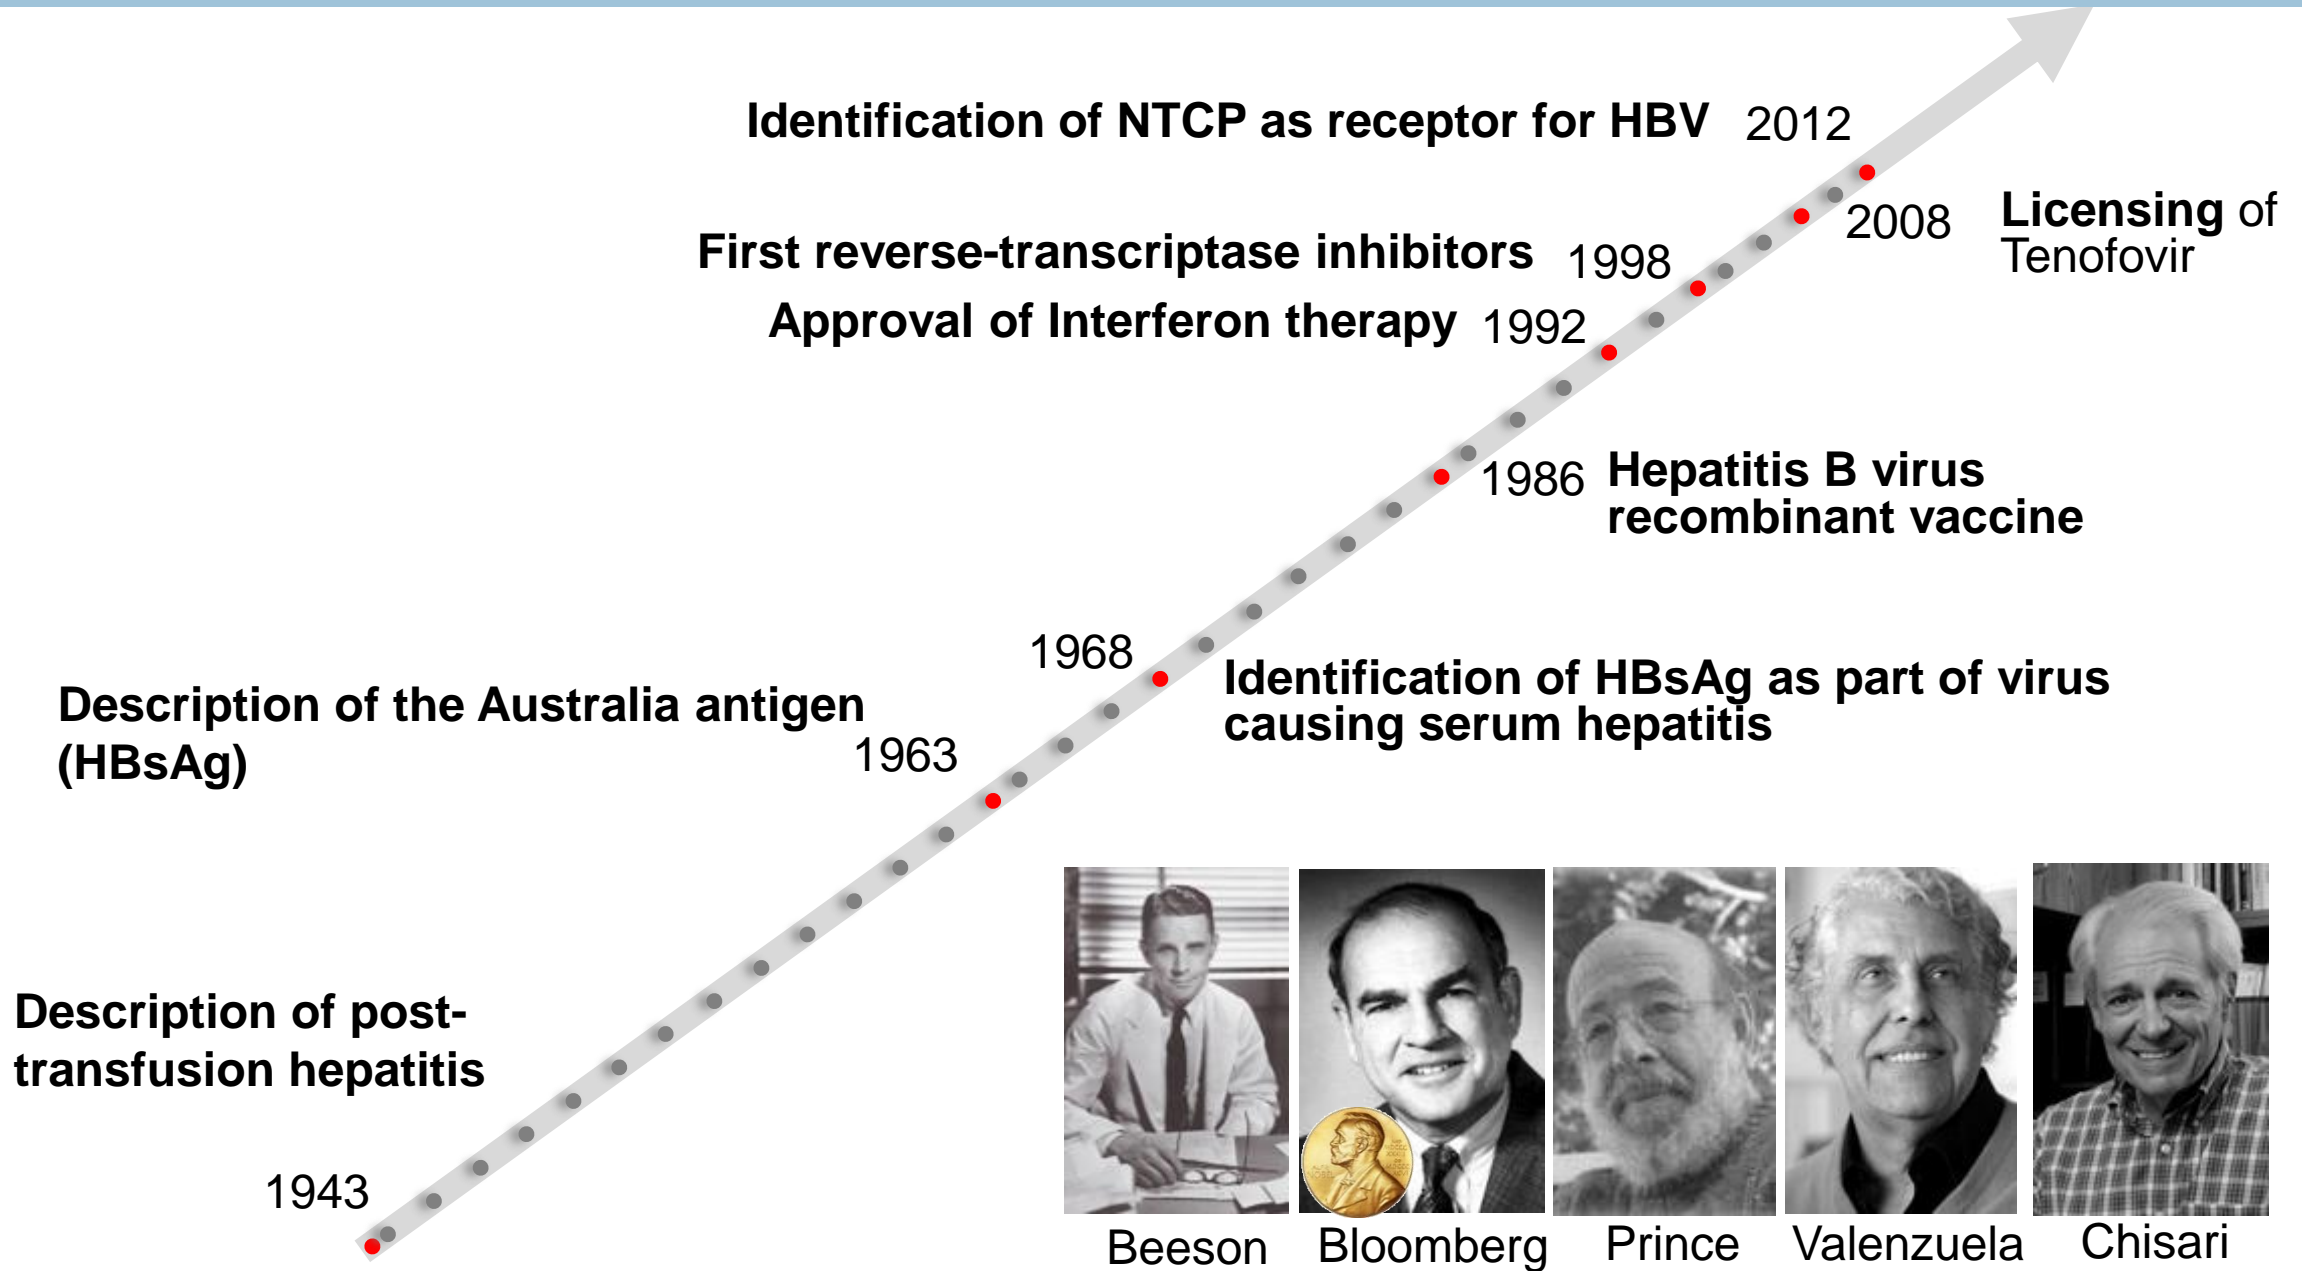 Identification of NTCP as receptor for HBV 2012
2008 Licensing of
Tenofovir
First reverse-transcriptase inhibitors 1998
Approval of Interferon therapy 1992
1986 Hepatitis B virus
recombinant vaccine
1968
Identification of HBsAg as part of virus
causing serum hepatitis
Description of the Australia antigen
(HBsAg)
1963
Description of post-
transfusion hepatitis
1943
Beeson
Bloomberg
Prince
Valenzuela
Chisari